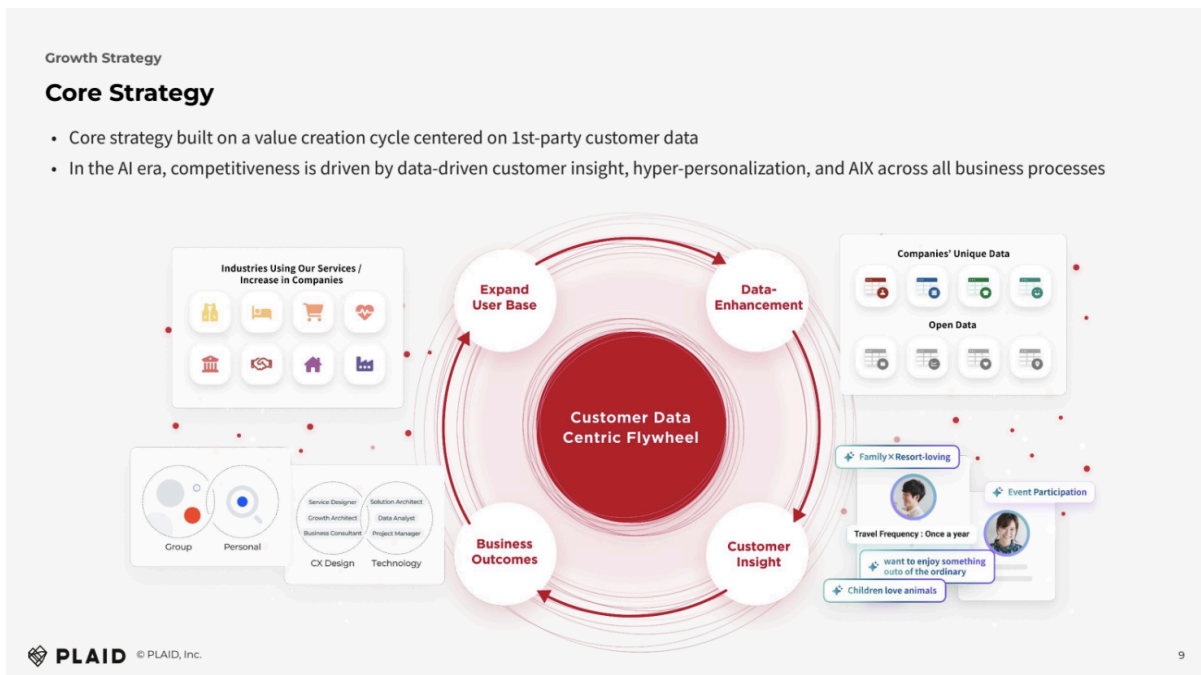 Growth Strategy
Core Strategy
• Core strategy built on a value creation cycle centered on 1st-party customer data
• In the AI era, competitiveness is driven by data-driven customer insight, hyper-personalization, and AIX across all business processes
Industries Using Our Services /
Increase in Companies
Expand
User Base
Data-
Enhancement
Companies' Unique Data
Open Data
Customer Data
Centric Flywheel
Group
Personal
Service Designer
Growth Architect
Business Consultant
CX Design
Solution Architect
Data Analyst
Project Manager
Technology
Business
Outcomes
Customer
Insight
Family×Resort-loving
Event Participation
Travel Frequency : Once a year
want to enjoy something
outo of the ordinary
Children love animals
PLAID
© PLAID, Inc.
9